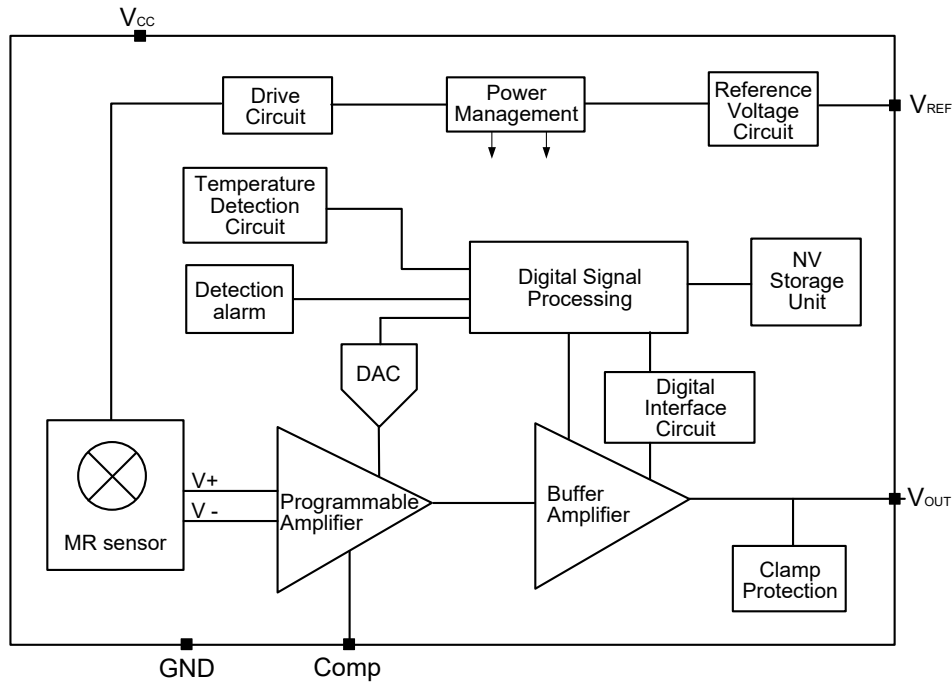 VCC
Drive
Circuit
Power
Management
Reference
Voltage
Circuit
VREF
Temperature
Detection
Circuit
Digital Signal
Processing
NV
Storage
Unit
Detection
alarm
DAC
Digital
Interface
Circuit
MR sensor
V+
V -
Programmable
Amplifier
Buffer
Amplifier
VOUT
Clamp
Protection
GND
Comp